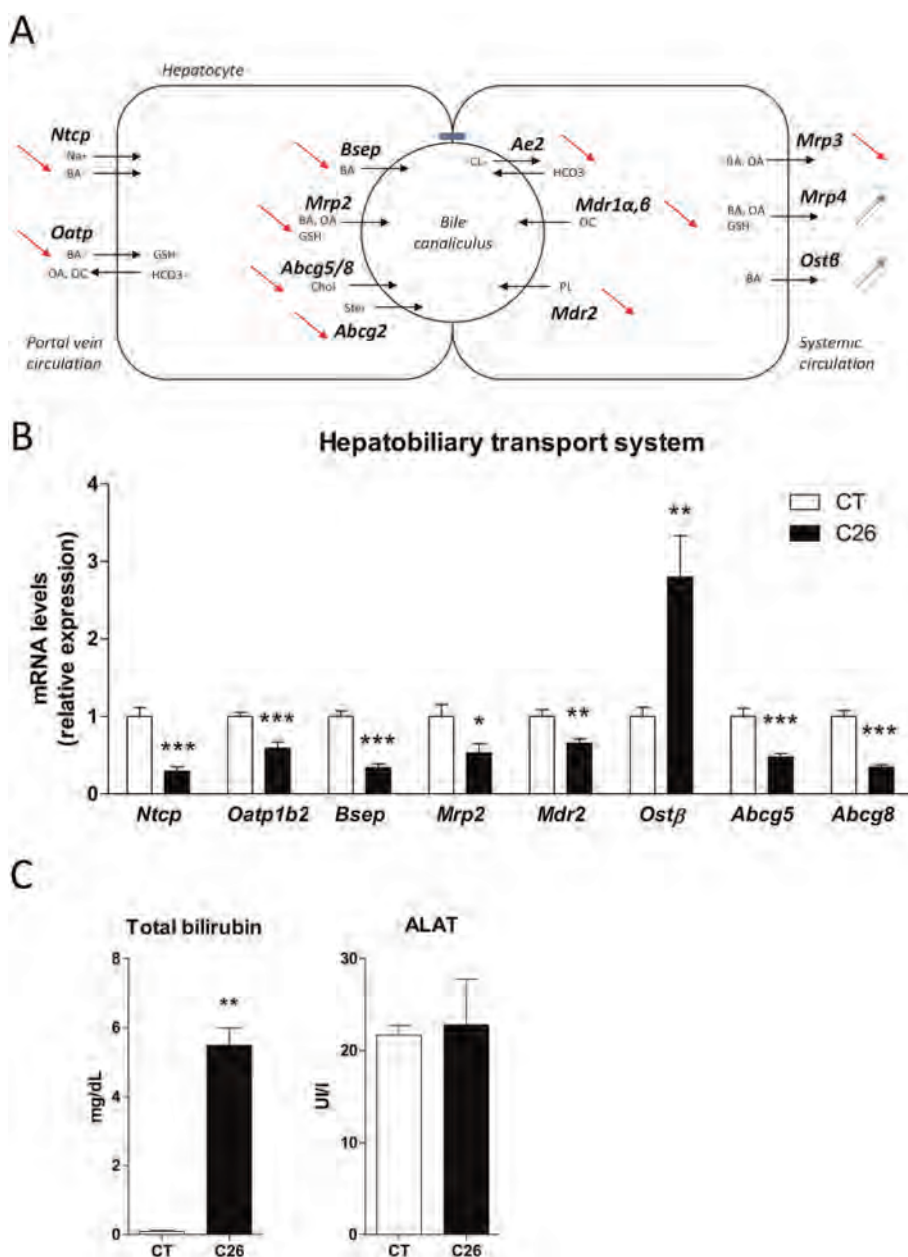 A
Hepatocyte
Ntcp
Na+
BA
Oatp
BA
GSH
OA, OC
HCO3
Portal vein
circulation
Bsep
BA
Mrp2
BA, OA
GSH
Abcg5/8
Chol
Ster
Abcg2
Bile
canaliculus
Ae2
CL-
HCO3
Mdr1α,β
OC
PL
Mdr2
Mrp3
BA, OA
Mrp4
BA, OA
GSH
Ostβ
BA
Systemic
circulation
B
Hepatobiliary transport system
mRNA levels
(relative expression)
4
3
2
1
0
CT
C26
***
***
***
*
**
**
***
***
Ntcp
Oatp1b2
Bsep
Mrp2
Mdr2
Ostβ
Abcg5
Abcg8
C
Total bilirubin
mg/dL
8
6
4
2
0
**
CT
C26
ALAT
UI/l
30
20
10
0
CT
C26